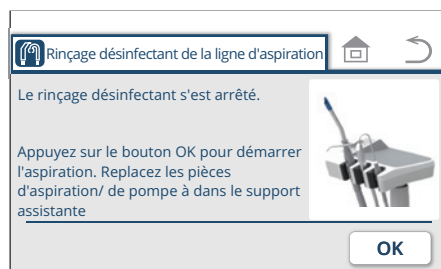 Rinçage désinfectant de la ligne d'aspiration
Le rinçage désinfectant s'est arrêté.
Appuyez sur le bouton OK pour démarrer
l'aspiration. Replacez les pièces
d'aspiration/ de pompe à dans le support
assistante
OK